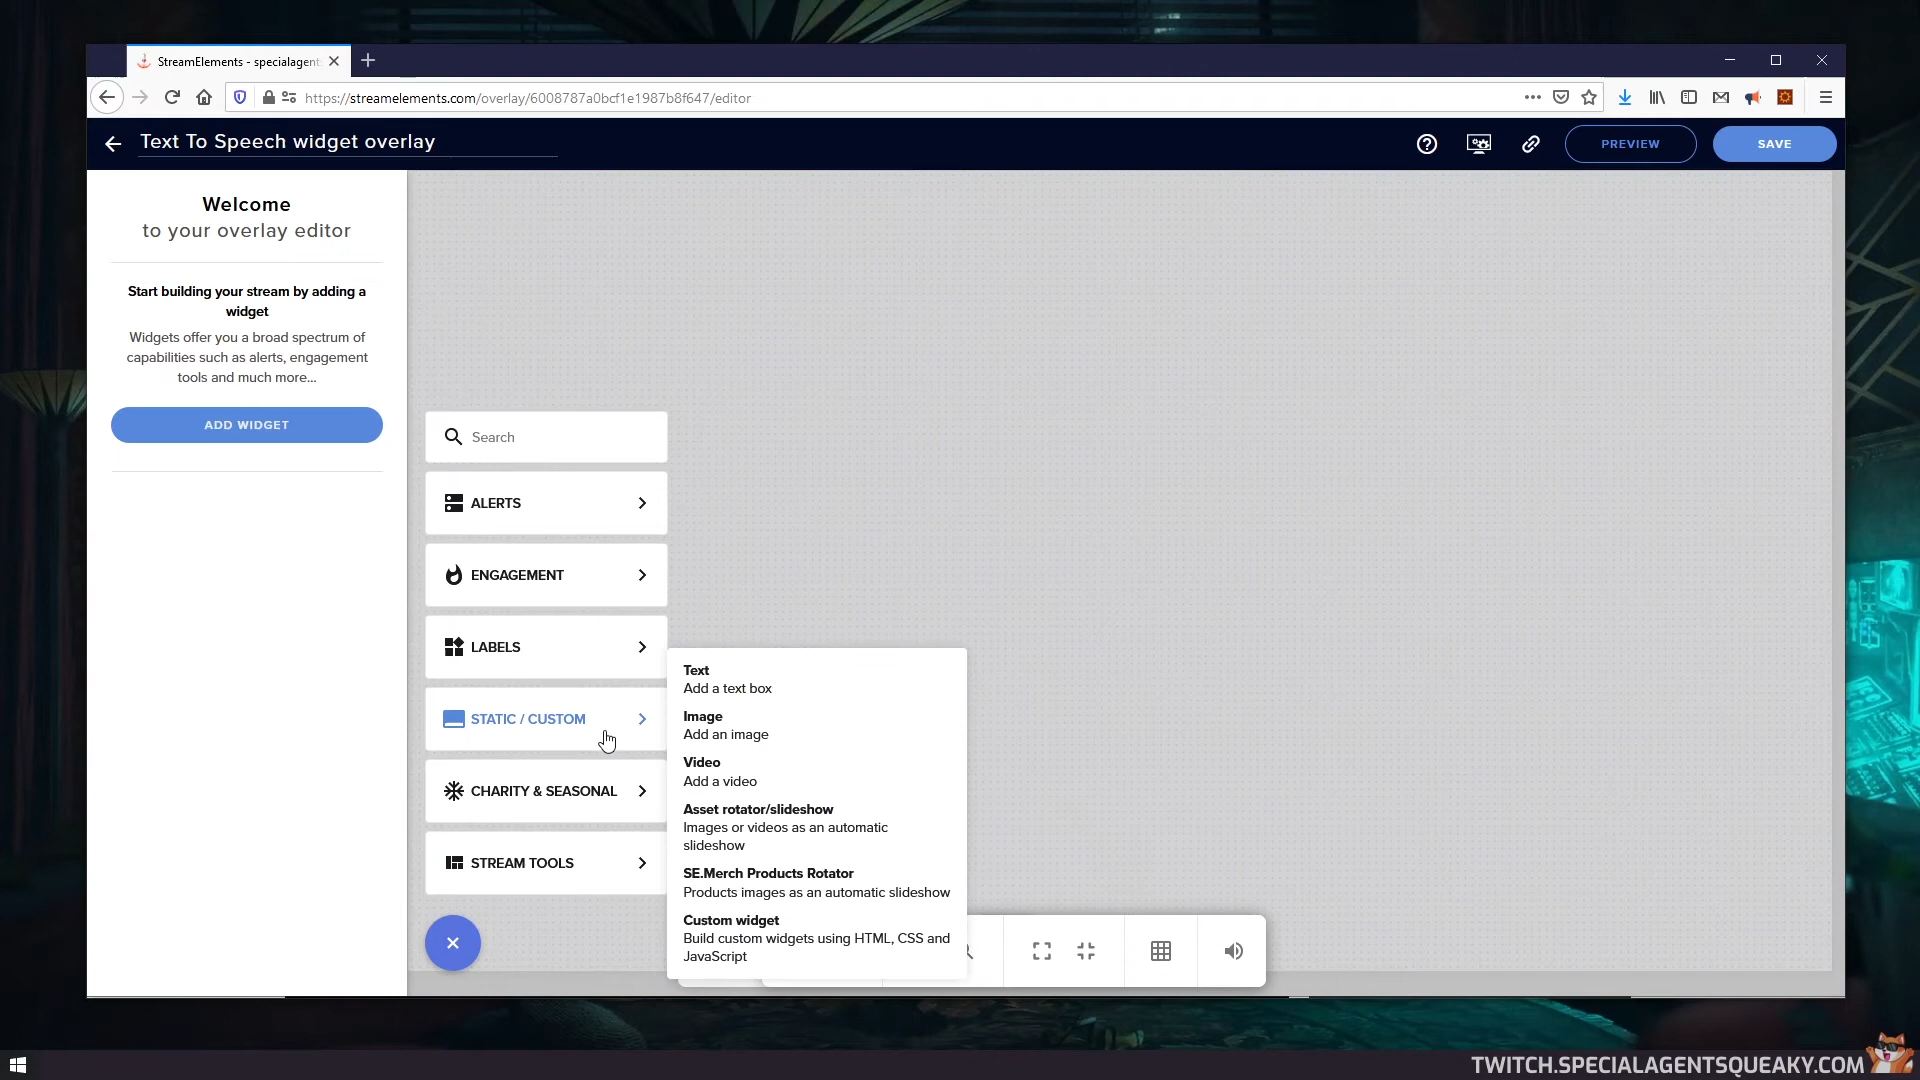 StreamElements - specialagent
https://streamelements.com/overlay/6008787a0bcf1e1987b8f647/editor
Text To Speech widget overlay
PREVIEW
SAVE
Welcome
to your overlay editor
Start building your stream by adding a
widget
Widgets offer you a broad spectrum of
capabilities such as alerts, engagement
tools and much more...
ADD WIDGET
Search
ALERTS
ENGAGEMENT
LABELS
STATIC / CUSTOM
CHARITY & SEASONAL
STREAM TOOLS
Text
Add a text box
Image
Add an image
Video
Add a video
Asset rotator/slideshow
Images or videos as an automatic
slideshow
SE.Merch Products Rotator
Products images as an automatic slideshow
Custom widget
Build custom widgets using HTML, CSS and
JavaScript
TWITCH.SPECIALAGENTSQUEAKY.COM